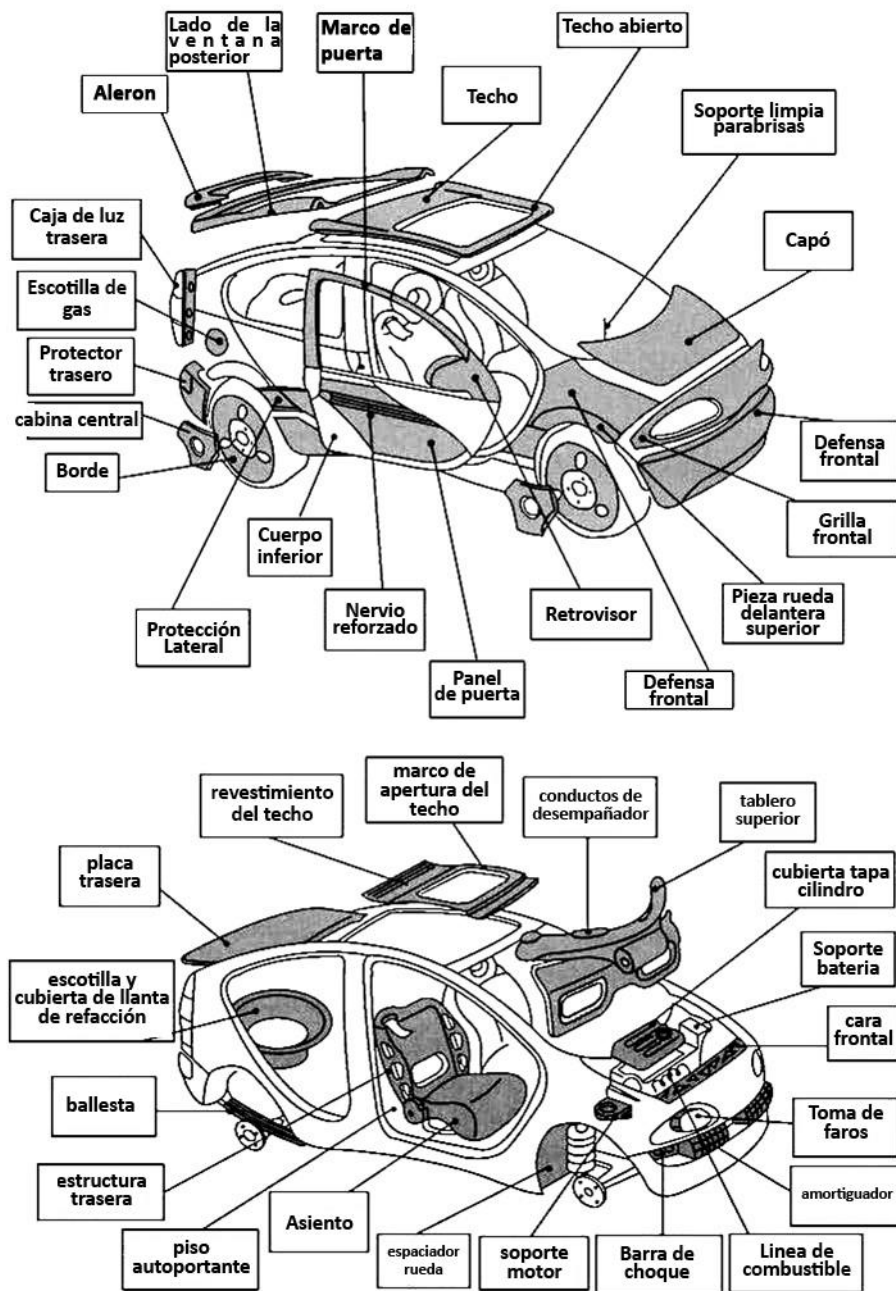 Lado de la
ventana
posterior
Marco de
puerta
Techo abierto
Aleron
Techo
Soporte limpia
parabrisas
Caja de luz
trasera
Capó
Escotilla de
gas
Protector
trasero
cabina central
Borde
Defensa
frontal
Grilla
frontal
Cuerpo
inferior
Nervio
reforzado
Retrovisor
Pieza rueda
delantera
superior
Protección
Lateral
Panel
de puerta
Defensa
frontal
revestimiento
del techo
marco de
apertura del
techo
conductos de
desempañador
tablero
superior
placa
trasera
cubierta tapa
cilindro
escotilla y
cubierta de llanta
de refacción
Soporte
bateria
cara
frontal
ballesta
Toma de
faros
estructura
trasera
amortiguador
piso
autoportante
Asiento
espaciador
rueda
soporte
motor
Barra de
choque
Linea de
combustible